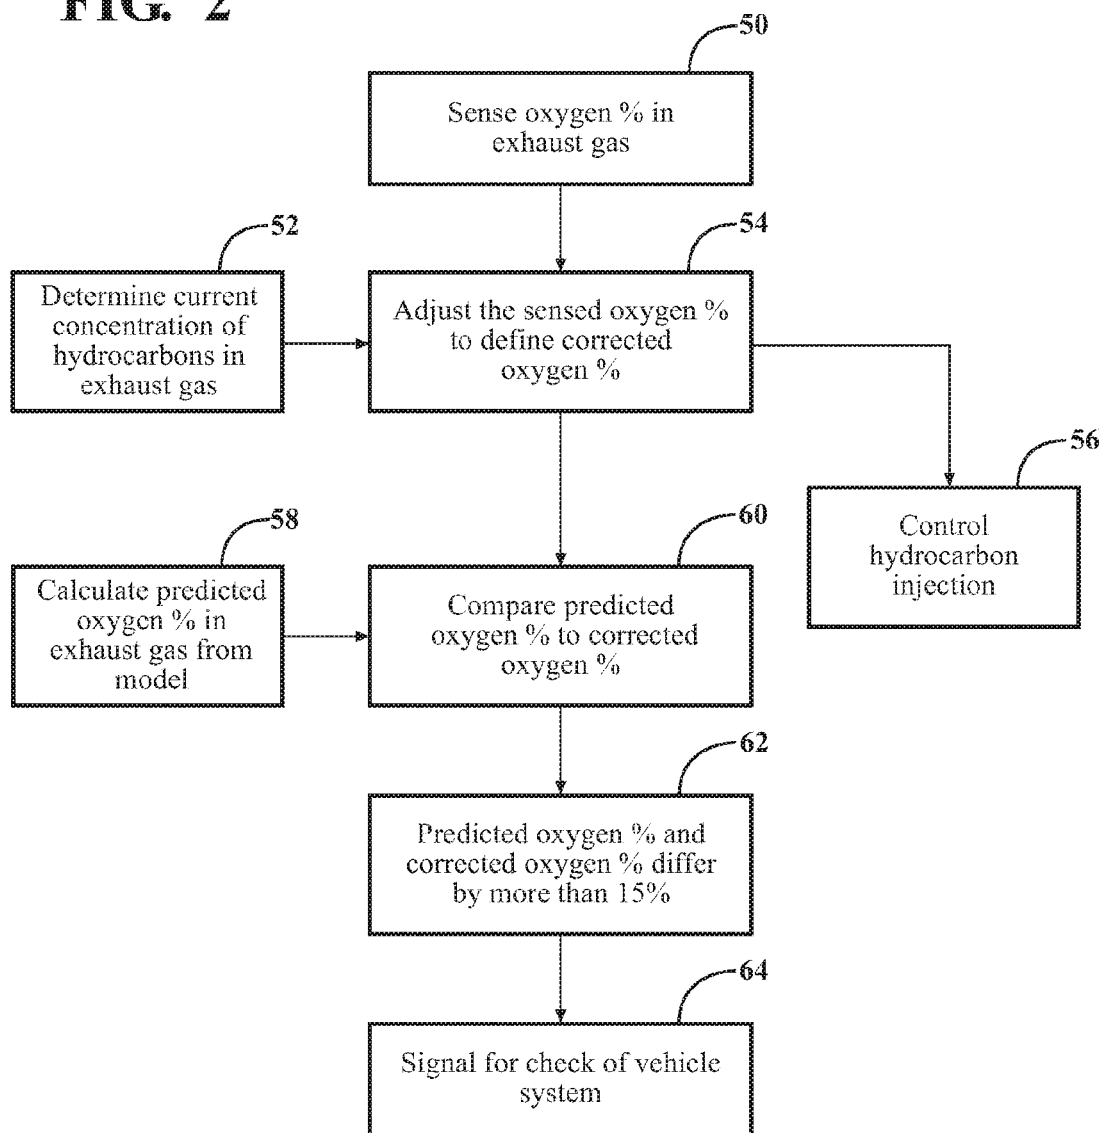 FIG. 2
50
Sense oxygen % in
exhaust gas
52
Determine current
concentration of
hydrocarbons in
exhaust gas
54
Adjust the sensed oxygen %
to define corrected
oxygen %
56
Control
hydrocarbon
injection
58
Calculate predicted
oxygen % in
exhaust gas from
model
60
Compare predicted
oxygen % to corrected
oxygen %
62
Predicted oxygen % and
corrected oxygen % differ
by more than 15%
64
Signal for check of vehicle
system